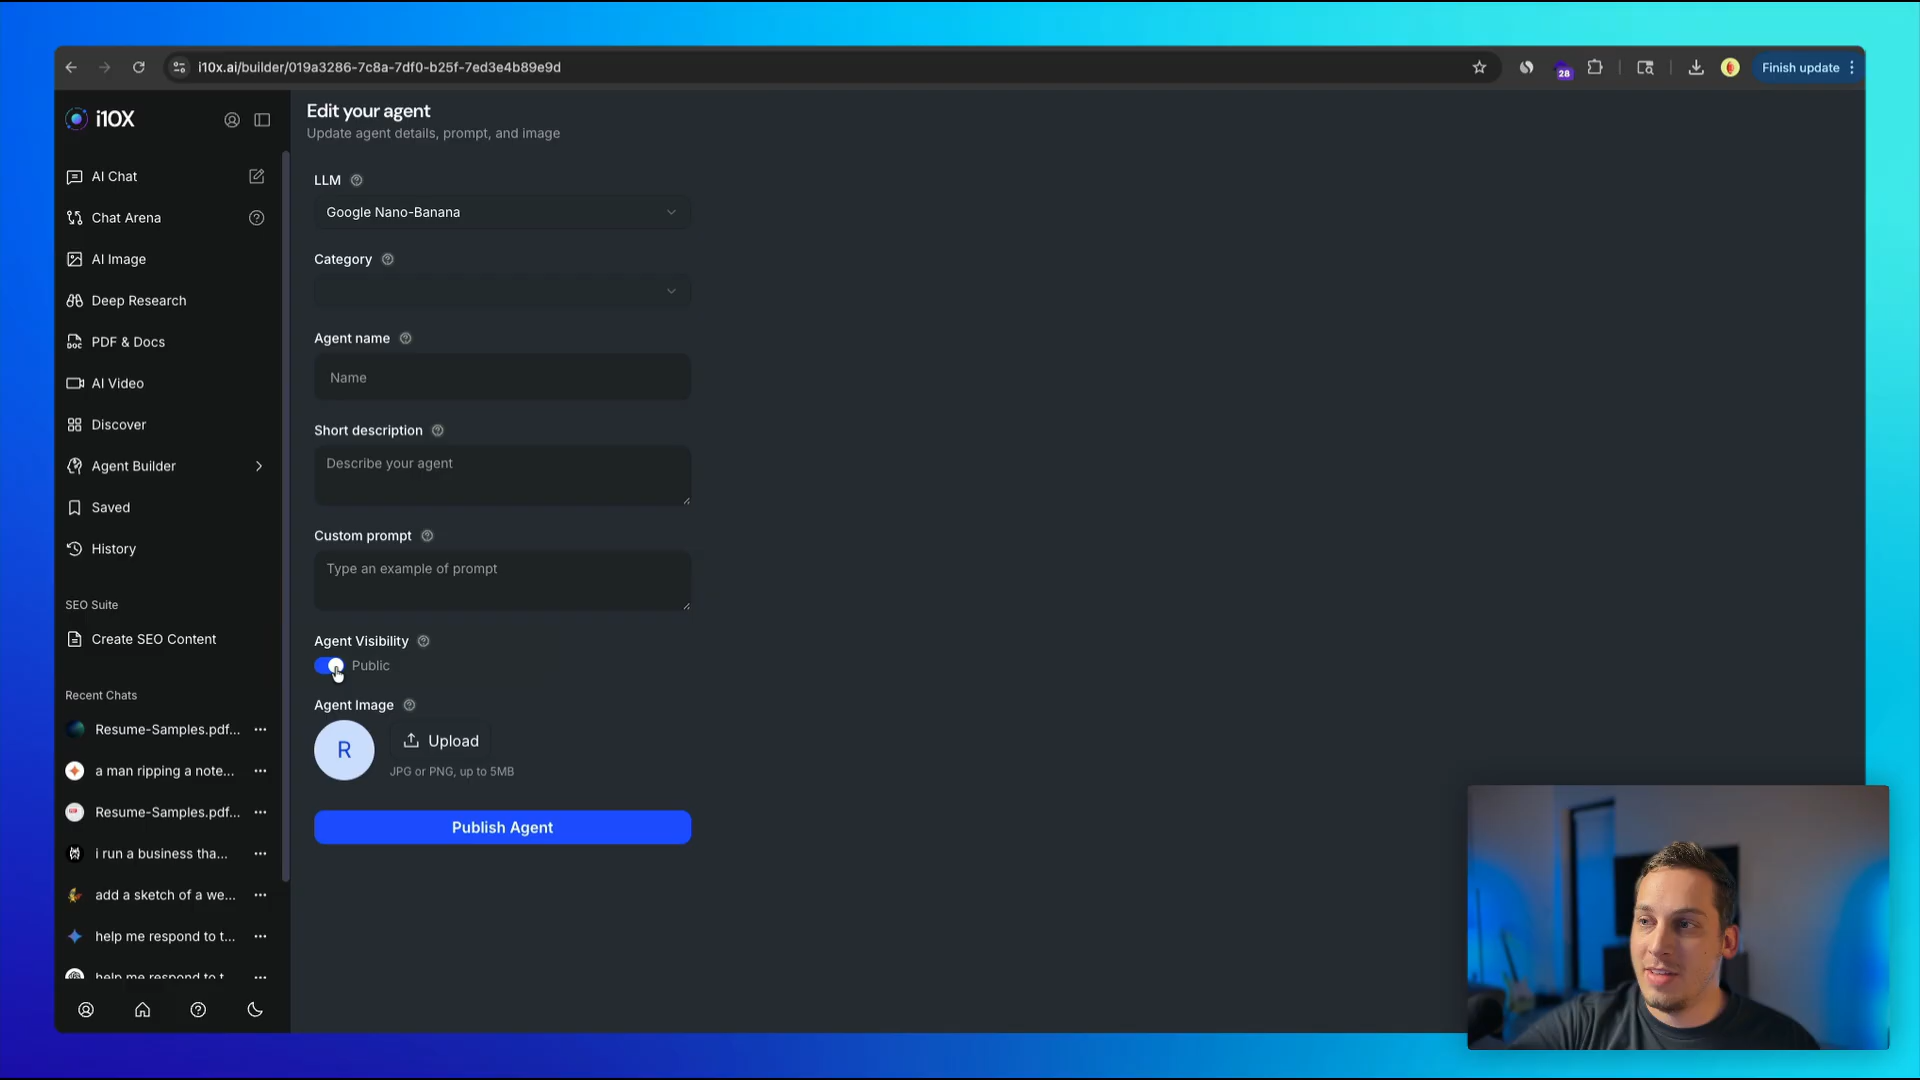 i10x.ai/builder/019a3286-7c8a-7df0-b25f-7ed3e4b89e9d
28
Finish update
i10X
AI Chat
Chat Arena
AI Image
Deep Research
PDF & Docs
AI Video
Discover
Agent Builder
Saved
History
SEO Suite
Create SEO Content
Recent Chats
Resume-Samples.pdf...
a man ripping a note...
Resume-Samples.pdf...
i run a business tha...
add a sketch of a we...
help me respond to t...
help me respond to t
Edit your agent
Update agent details, prompt, and image
LLM
Google Nano-Banana
Category
Agent name
Name
Short description
Describe your agent
Custom prompt
Type an example of prompt
Agent Visibility
Public
Agent Image
R
Upload
JPG or PNG, up to 5MB
Publish Agent